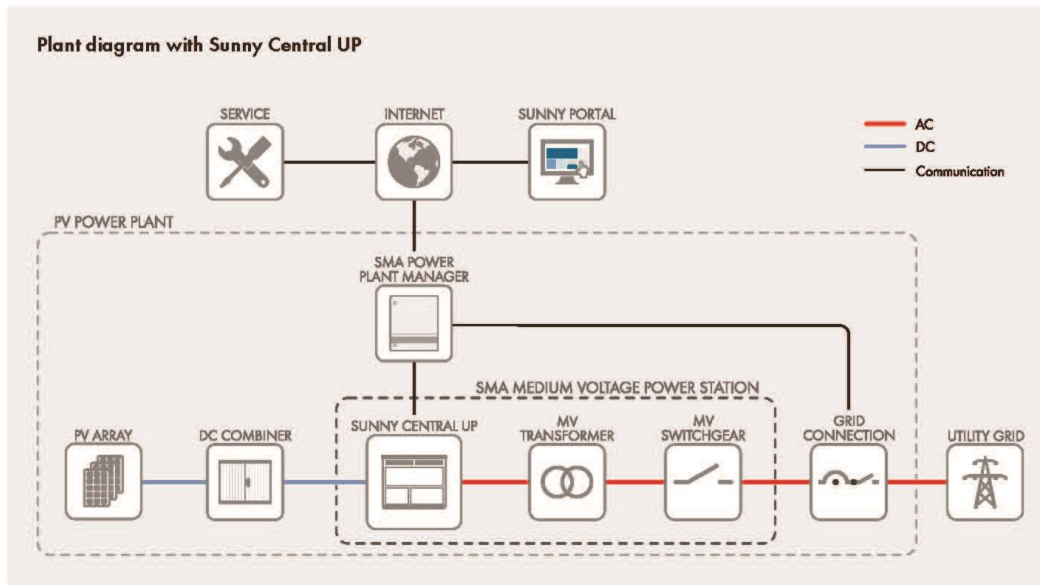 Plant diagram with Sunny Central UP
SERVICE
INTERNET
SUNNY PORTAL
AC
DC
Communication
PV POWER PLANT
SMA POWER
PLANT MANAGER
SMA MEDIUM VOLTAGE POWER STATION
PV ARRAY
DC COMBINER
SUNNY CENTRAL UP
MV
TRANSFORMER
MV
SWITCHGEAR
GRID
CONNECTION
UTILITY GRID